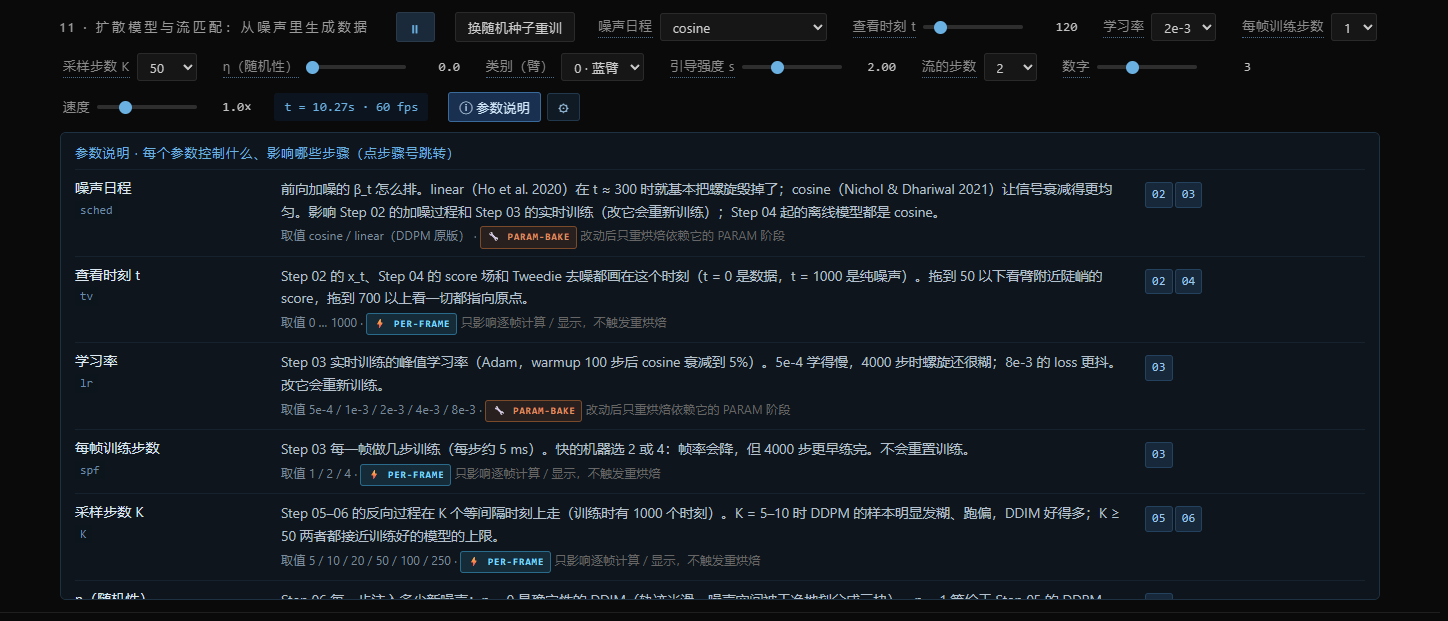 11 · 扩散模型与流匹配：从噪声里生成数据 ⏸ 换随机种子重训 噪声日程 cosine 查看时刻 t 120 学习率 2e-3 每帧训练步数 1
采样步数 K 50 η（随机性） 0.0 类别（臂） 0 · 蓝臂 引导强度 s 2.00 流的步数 2 数字 3
速度 1.0x t = 10.27s · 60 fps ⓘ 参数说明 ⚙
参数说明 · 每个参数控制什么、影响哪些步骤（点步骤号跳转）
噪声日程
sched
前向加噪的 β_t 怎么排。linear（Ho et al. 2020）在 t ≈ 300 时就基本把螺旋毁掉了；cosine（Nichol & Dhariwal 2021）让信号衰减得更均
匀。影响 Step 02 的加噪过程和 Step 03 的实时训练（改它会重新训练）；Step 04 起的离线模型都是 cosine。
取值 cosine / linear（DDPM 原版） · PARAM-BAKE 改动后只重烘焙依赖它的 PARAM 阶段
02 03
查看时刻 t
tv
Step 02 的 x_t、Step 04 的 score 场和 Tweedie 去噪都画在这个时刻（t = 0 是数据，t = 1000 是纯噪声）。拖到 50 以下看臂附近陡峭的
score，拖到 700 以上看一切都指向原点。
取值 0 … 1000 · PER-FRAME 只影响逐帧计算 / 显示，不触发重烘焙
02 04
学习率
lr
Step 03 实时训练的峰值学习率（Adam，warmup 100 步后 cosine 衰减到 5%）。5e-4 学得慢，4000 步时螺旋还很糊；8e-3 的 loss 更抖。
改它会重新训练。
取值 5e-4 / 1e-3 / 2e-3 / 4e-3 / 8e-3 · PARAM-BAKE 改动后只重烘焙依赖它的 PARAM 阶段
03
每帧训练步数
spf
Step 03 每一帧做几步训练（每步约 5 ms）。快的机器选 2 或 4：帧率会降，但 4000 步更早练完。不会重置训练。
取值 1 / 2 / 4 · PER-FRAME 只影响逐帧计算 / 显示，不触发重烘焙
03
采样步数 K
K
Step 05–06 的反向过程在 K 个等间隔时刻上走（训练时有 1000 个时刻）。K = 5–10 时 DDPM 的样本明显发糊、跑偏，DDIM 好得多；K ≥
50 两者都接近训练好的模型的上限。
取值 5 / 10 / 20 / 50 / 100 / 250 · PER-FRAME 只影响逐帧计算 / 显示，不触发重烘焙
05 06
η（随机性）